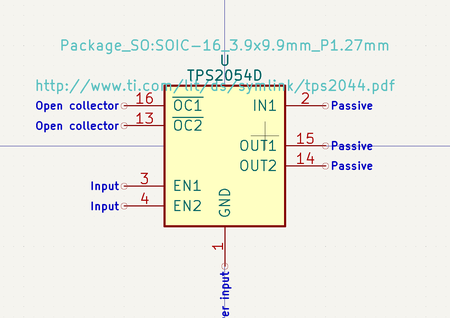 Package_SO:SOIC-16_3.9x9.9mm_P1.27mm
U
TPS2054D
http://www.ti.com/lit/ds/symlink/tps2044.pdf
Open collector 16 OC1 IN1 2 Passive
Open collector 13 OC2
OUT1 15 Passive
OUT2 14 Passive
Input 3 EN1
Input 4 EN2
GND
1
er input